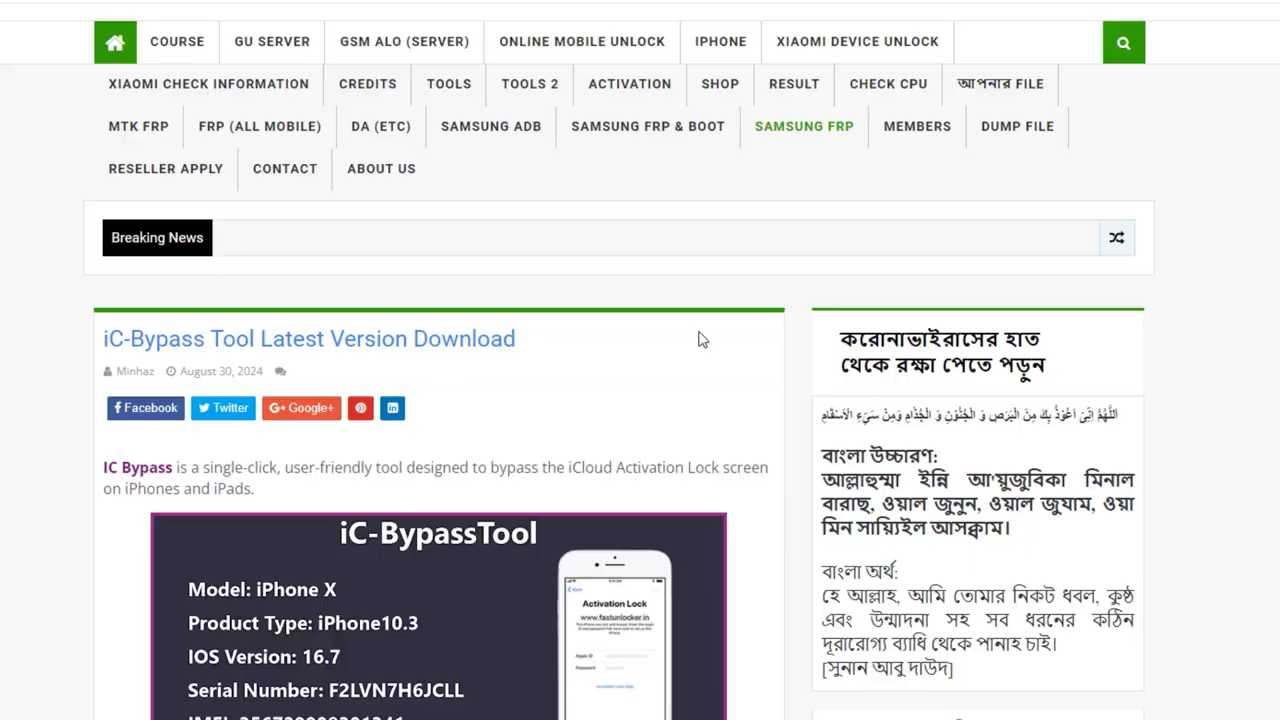 COURSE
GU SERVER
GSM ALO (SERVER)
ONLINE MOBILE UNLOCK
IPHONE
XIAOMI DEVICE UNLOCK
XIAOMI CHECK INFORMATION
CREDITS
TOOLS
TOOLS 2
ACTIVATION
SHOP
RESULT
CHECK CPU
আপনার FILE
MTK FRP
FRP (ALL MOBILE)
DA (ETC)
SAMSUNG ADB
SAMSUNG FRP & BOOT
SAMSUNG FRP
MEMBERS
DUMP FILE
RESELLER APPLY
CONTACT
ABOUT US
Breaking News
iC-Bypass Tool Latest Version Download
Minhaz
August 30, 2024
Facebook
Twitter
Google+
IC Bypass is a single-click, user-friendly tool designed to bypass the iCloud Activation Lock screen
on iPhones and iPads.
iC-BypassTool
Model: iPhone X
Product Type: iPhone10.3
IOS Version: 16.7
Serial Number: F2LVN7H6JCLL
Activation Lock
www.fastunlocker.in
Apple ID
Password
করোনাভাইরাসের হাত
থেকে রক্ষা পেতে পড়ুন
اَللَّهُمَّ اِنِّىْ اَعُوْذُ بِكَ مِنَ الْبَرَصِ وَ الْجُنُوْنِ وَ الْجُذَامِ وَمِنْ سَىِّءِ الْاَسْقَامِ
বাংলা উচ্চারণ:
আল্লাহুম্মা ইন্নি আ'য়ুজুবিকা মিনাল
বারাছ, ওয়াল জুনুন, ওয়াল জুযাম, ওয়া
মিন সায়্যিইল আসক্বাম।
বাংলা অর্থ:
হে আল্লাহ, আমি তোমার নিকট ধবল, কুষ্ঠ
এবং উন্মাদনা সহ সব ধরনের কঠিন
দূরারোগ্য ব্যাধি থেকে পানাহ চাই।
[সুনান আবু দাউদ]